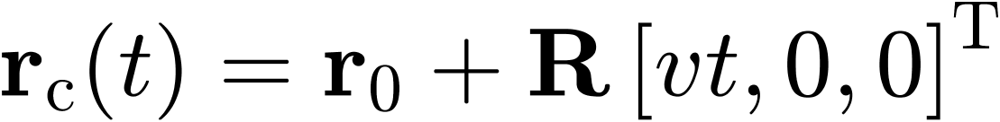 𝐫_c(t) = 𝐫_0 + 𝐑 [vt, 0, 0]^T